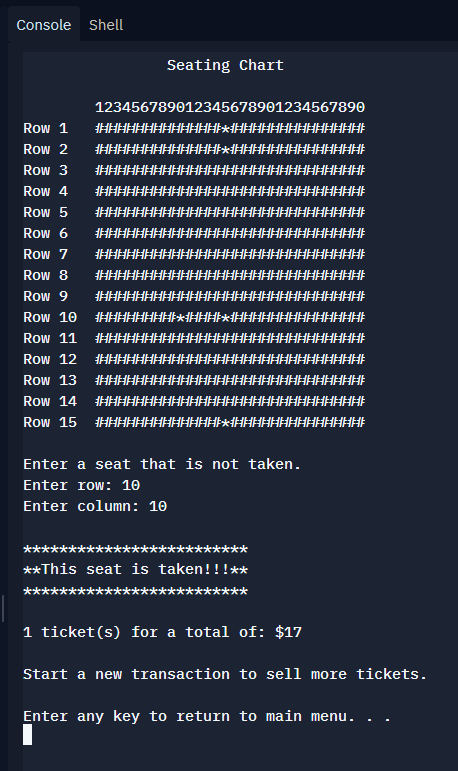 Console Shell
Seating Chart
123456789012345678901234567890
Row 1 ##############*###############
Row 2 ##############*###############
Row 3 ##############################
Row 4 ##############################
Row 5 ##############################
Row 6 ##############################
Row 7 ##############################
Row 8 ##############################
Row 9 ##############################
Row 10 #########*####*###############
Row 11 ##############################
Row 12 ##############################
Row 13 ##############################
Row 14 ##############################
Row 15 ##############*###############
Enter a seat that is not taken.
Enter row: 10
Enter column: 10
*************************
**This seat is taken!!!**
*************************
1 ticket(s) for a total of: $17
Start a new transaction to sell more tickets.
Enter any key to return to main menu. . .